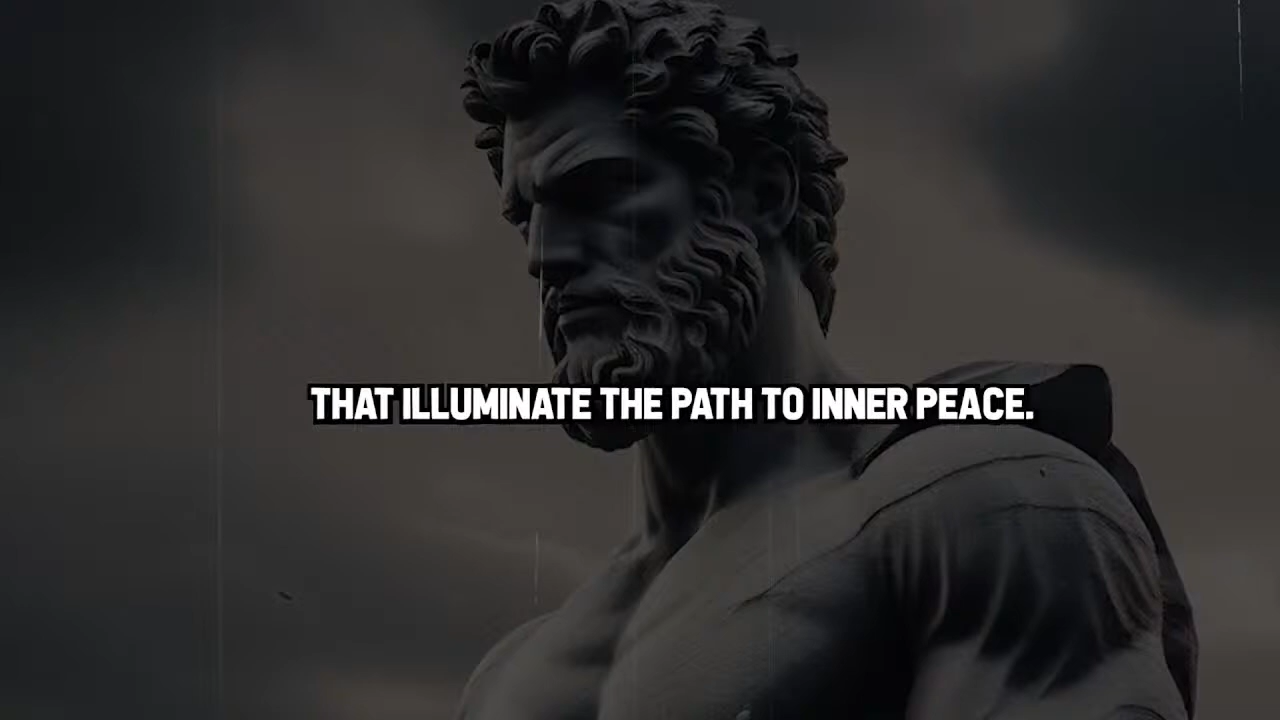 THAT ILLUMINATE THE PATH TO INNER PEACE.